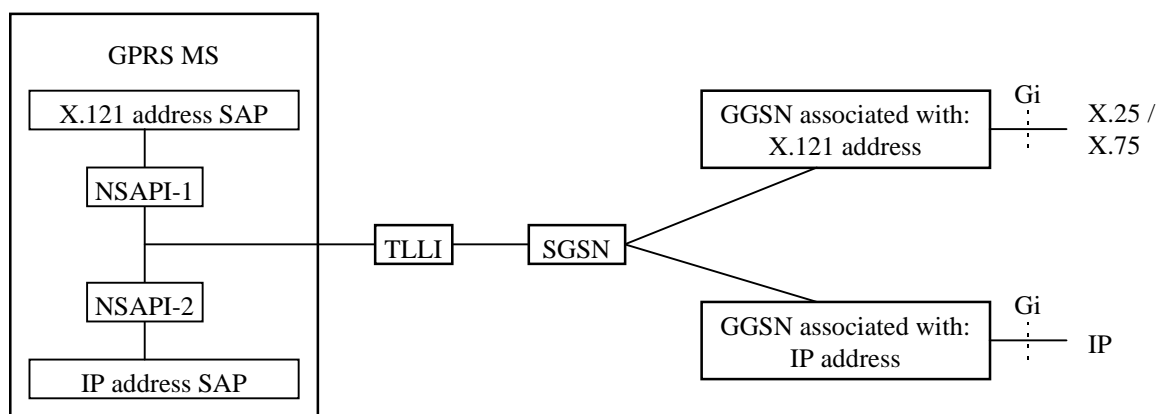 GPRS MS
X.121 address SAP
NSAPI-1
NSAPI-2
IP address SAP
TLLI
SGSN
GGSN associated with:
X.121 address
Gi
X.25 /
X.75
GGSN associated with:
IP address
Gi
IP